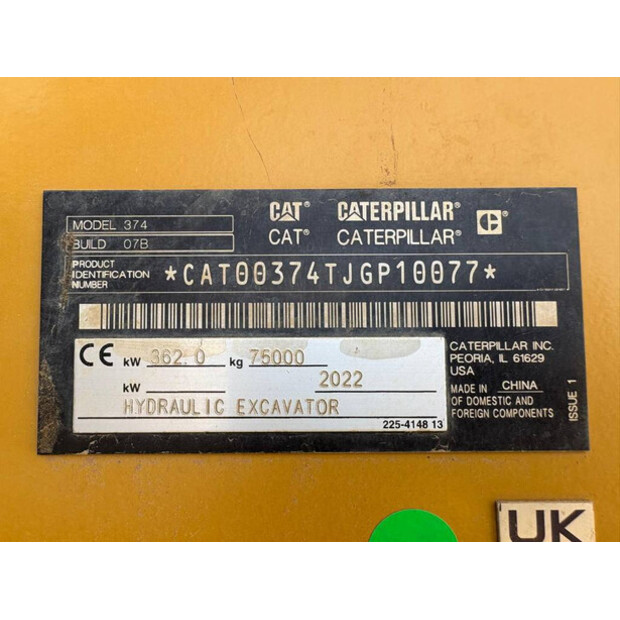 MODEL 374
BUILD 07B
CAT® CATERPILLAR®
CAT® CATERPILLAR®
PRODUCT
IDENTIFICATION
NUMBER
*CAT00374TJGP10077*
CE kW 362.0 kg 75000
kW 2022
HYDRAULIC EXCAVATOR
225-4148 13
CATERPILLAR INC.
PEORIA, IL 61629
USA
MADE IN CHINA
OF DOMESTIC AND
FOREIGN COMPONENTS
ISSUE 1
UK